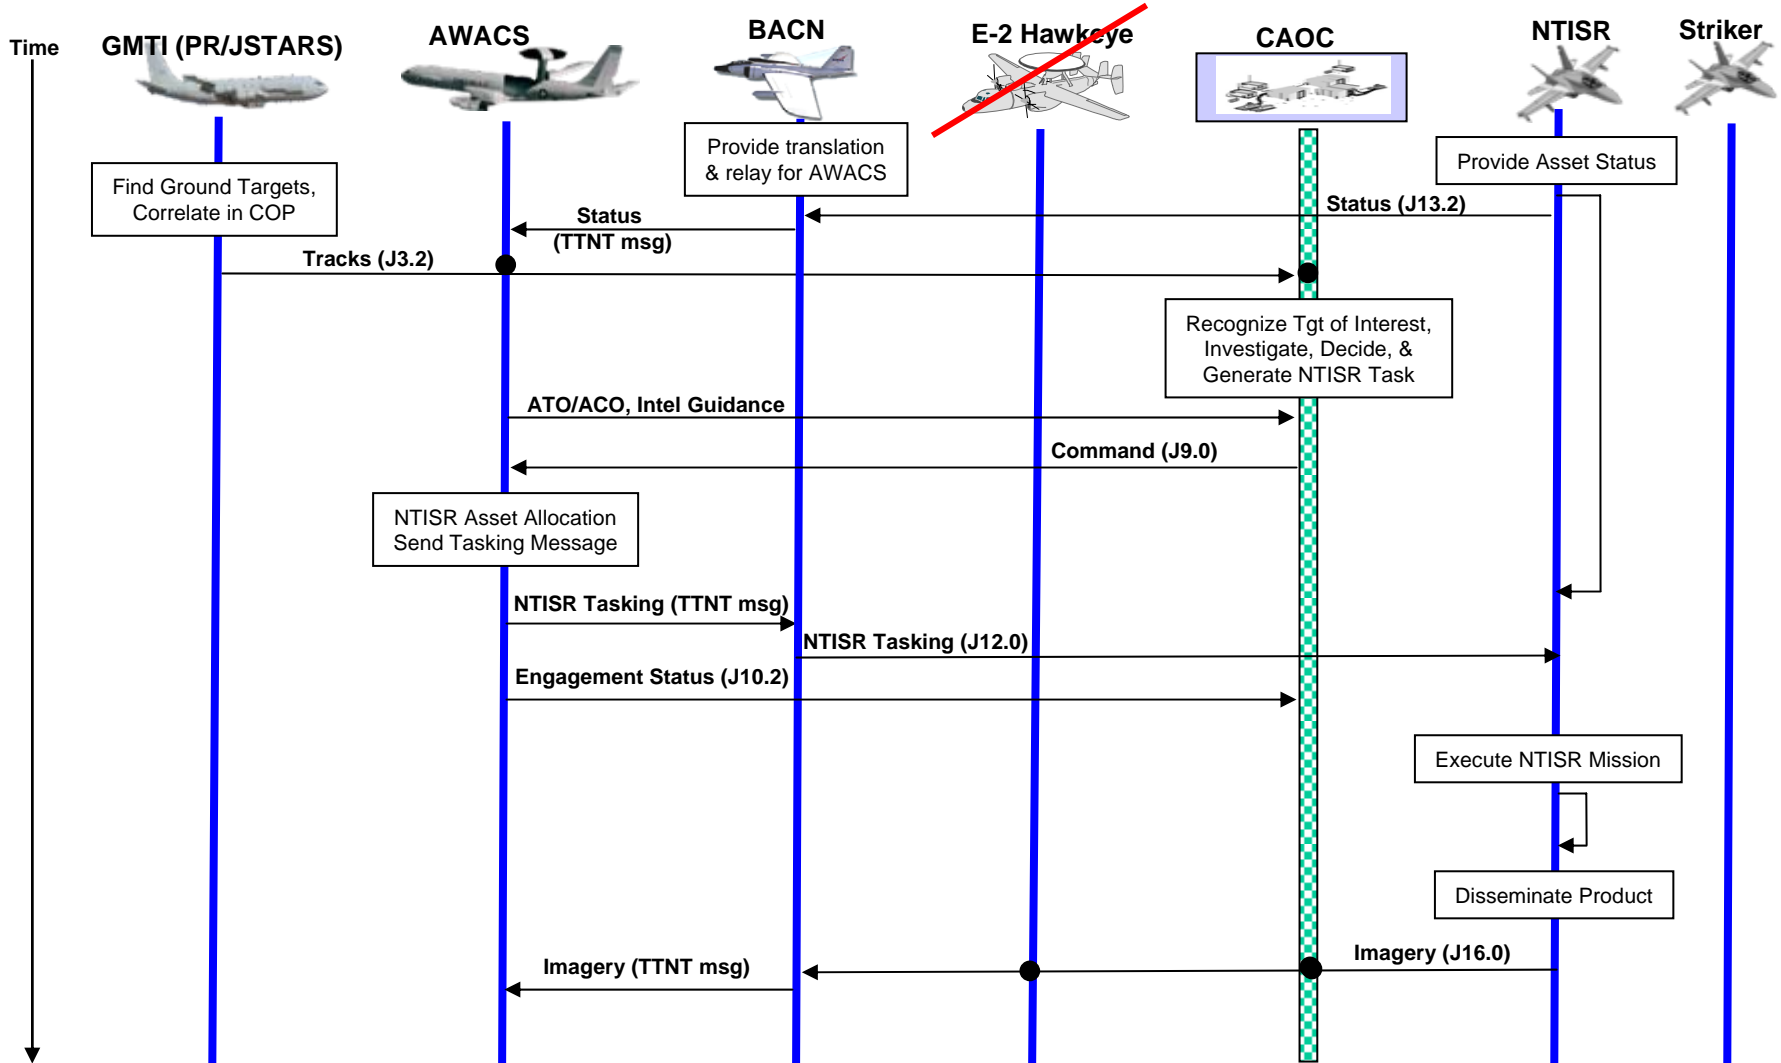 Time
GMTI (PR/JSTARS)
AWACS
BACN
E-2 Hawkeye
CAOC
NTISR
Striker
Provide translation
& relay for AWACS
Provide Asset Status
Find Ground Targets,
Correlate in COP
Status
(TTNT msg)
Status (J13.2)
Tracks (J3.2)
Recognize Tgt of Interest,
Investigate, Decide, &
Generate NTISR Task
ATO/ACO, Intel Guidance
Command (J9.0)
NTISR Asset Allocation
Send Tasking Message
NTISR Tasking (TTNT msg)
NTISR Tasking (J12.0)
Engagement Status (J10.2)
Execute NTISR Mission
Disseminate Product
Imagery (J16.0)
Imagery (TTNT msg)